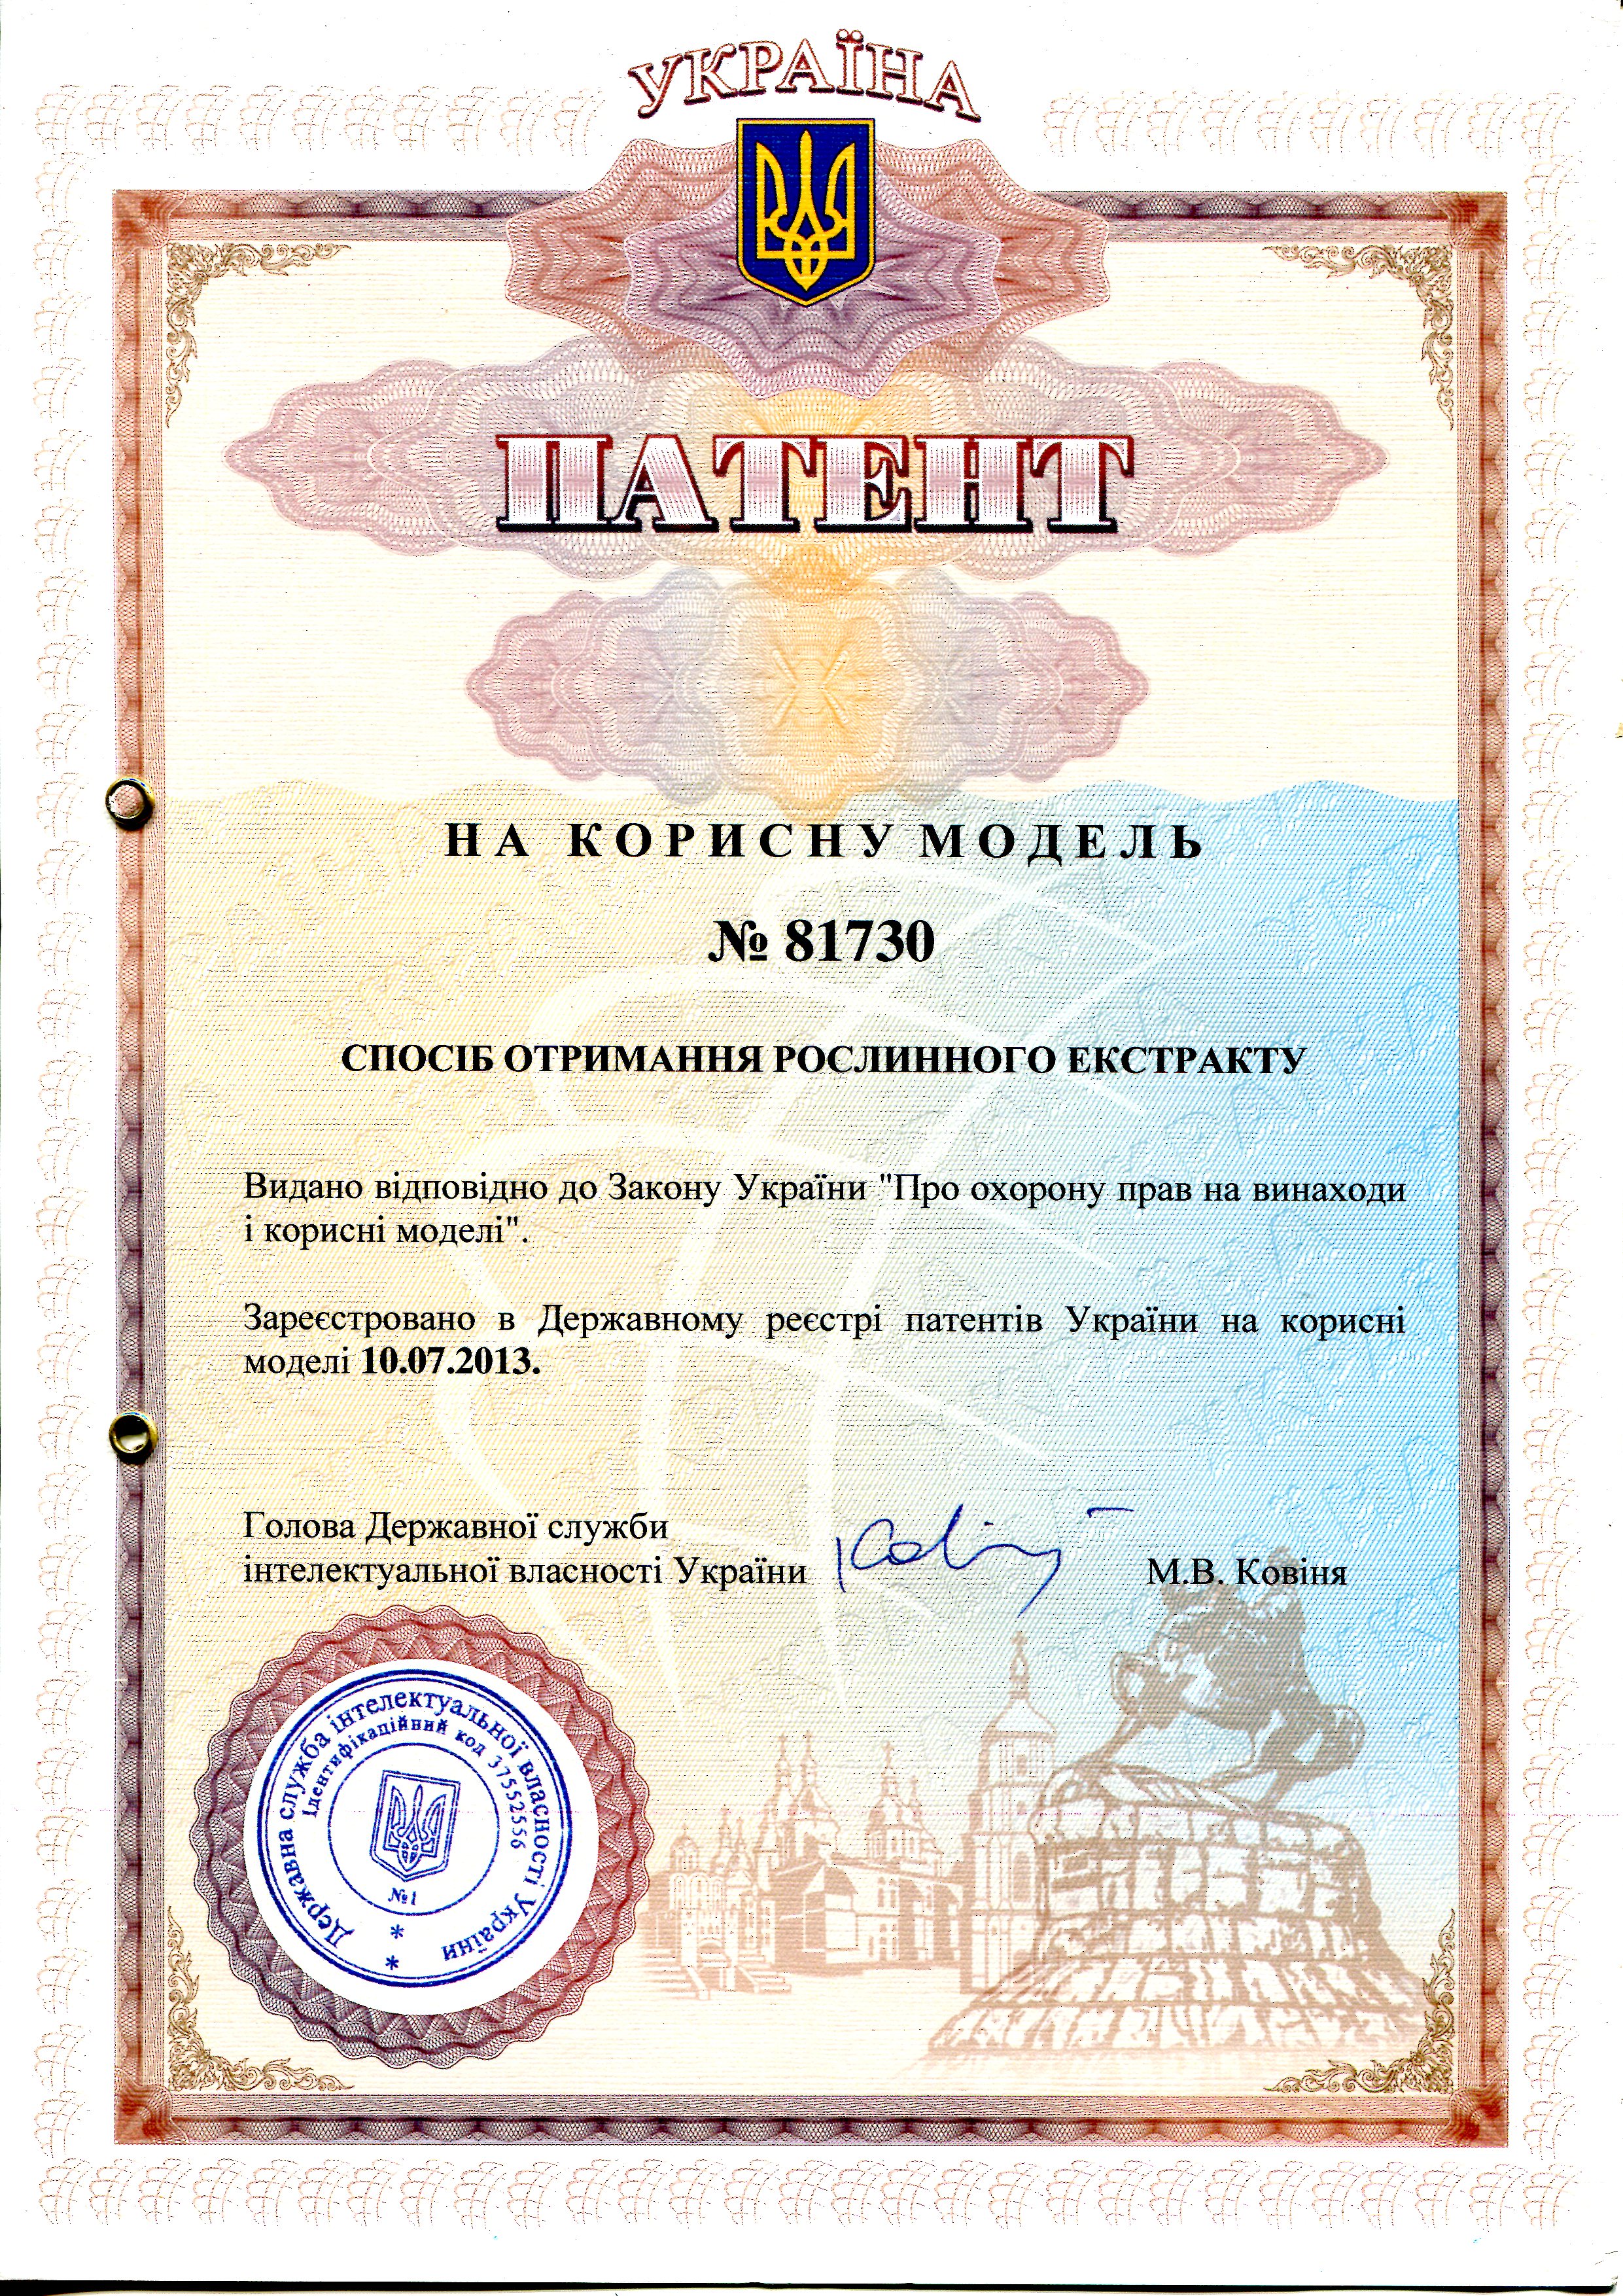 УКРАЇНА
ПАТЕНТ
НА КОРИСНУ МОДЕЛЬ
№ 81730
СПОСІБ ОТРИМАННЯ РОСЛИННОГО ЕКСТРАКТУ
Видано відповідно до Закону України "Про охорону прав на винаходи
і корисні моделі".
Зареєстровано в Державному реєстрі патентів України на корисні
моделі 10.07.2013.
Голова Державної служби
інтелектуальної власності України
М.В. Ковіня
Державна служба інтелектуальної власності України
Ідентифікаційний код 37552556
№1
* *